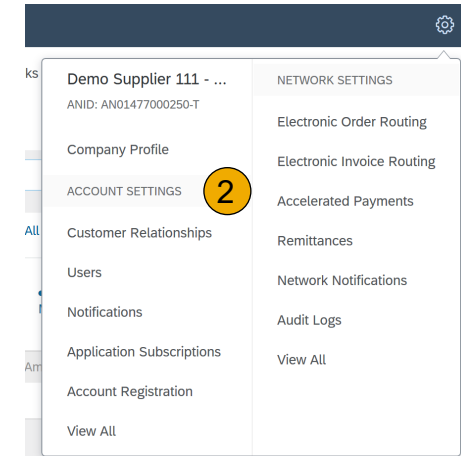 ks
Demo Supplier 111 - ...
ANID: AN01477000250-T
Company Profile
ACCOUNT SETTINGS
2
Customer Relationships
All
Users
Notifications
Application Subscriptions
Am
Account Registration
View All
NETWORK SETTINGS
Electronic Order Routing
Electronic Invoice Routing
Accelerated Payments
Remittances
Network Notifications
Audit Logs
View All